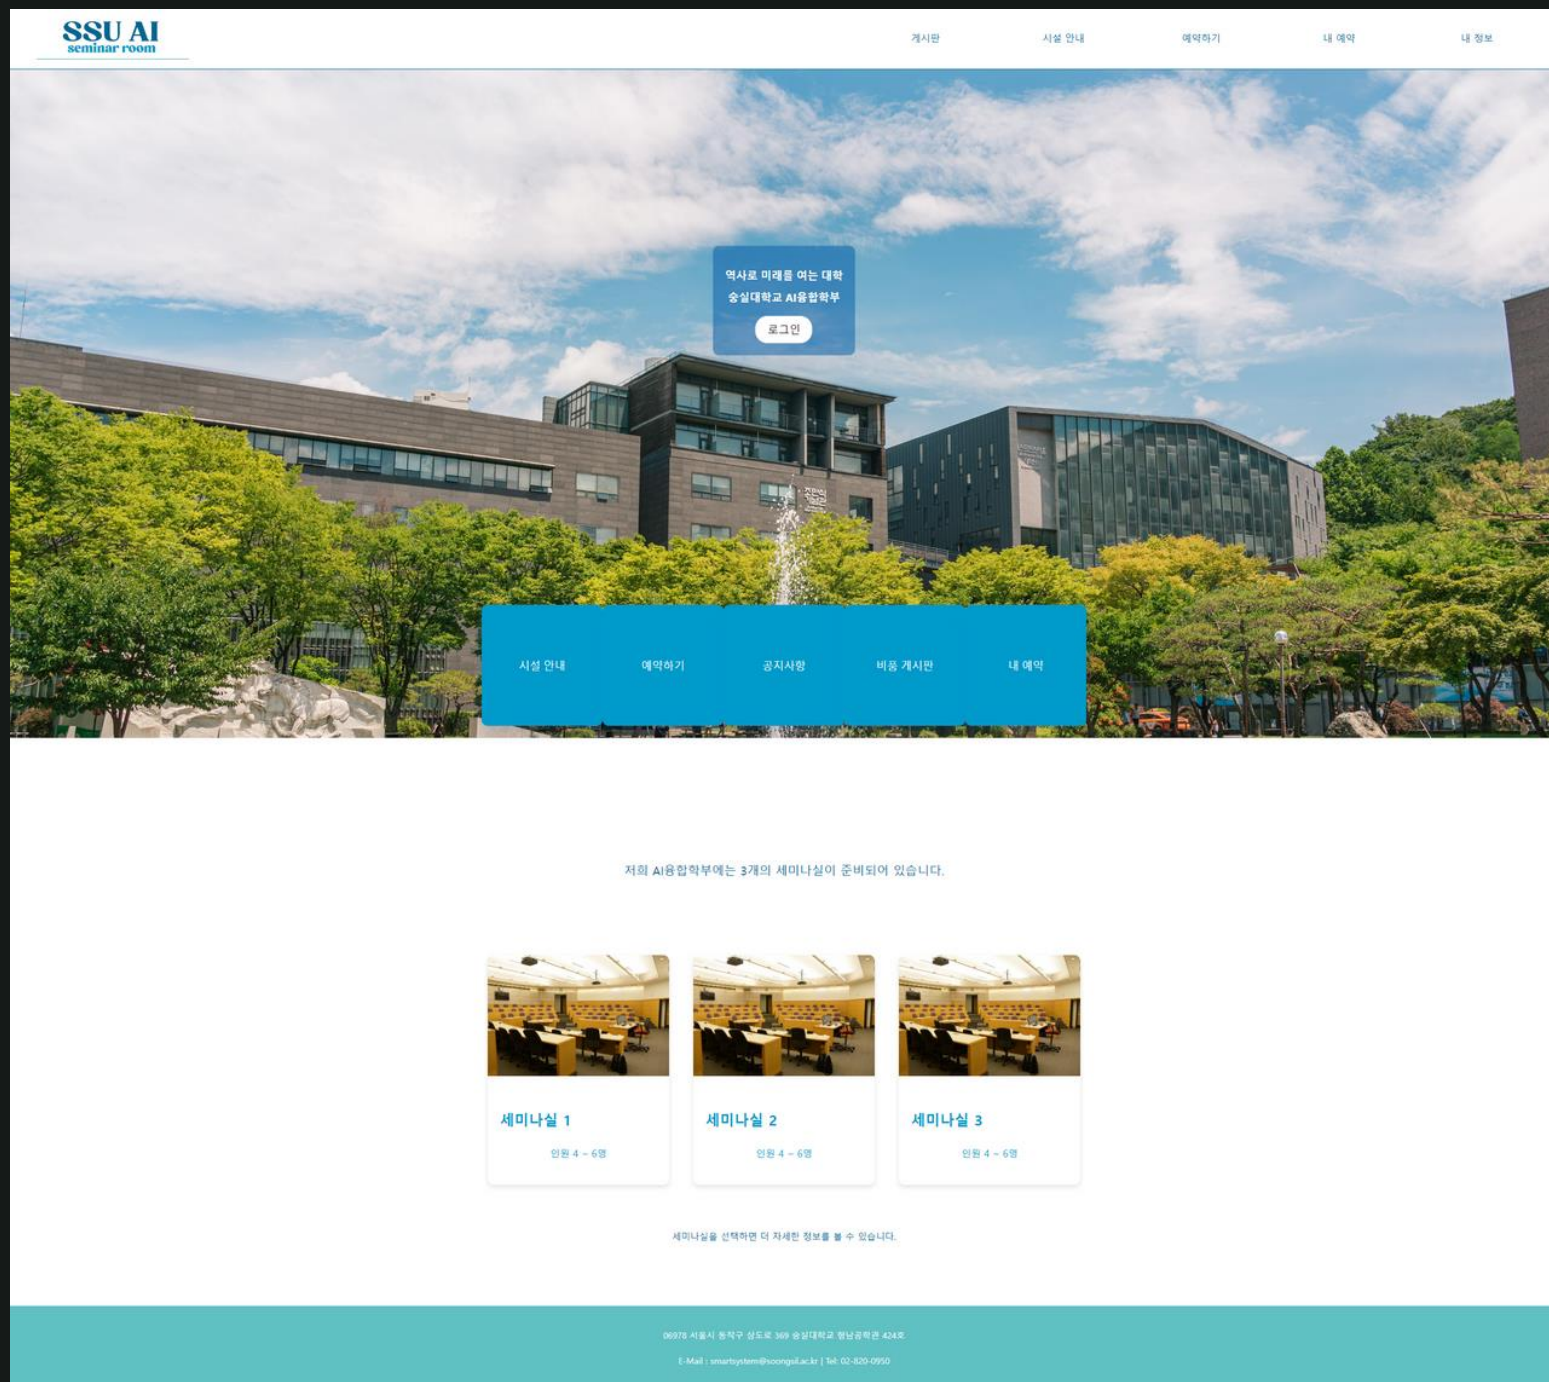 SSU AI
seminar room
게시판
시설 안내
예약하기
내 예약
내 정보
역사로 미래를 여는 대학
숭실대학교 AI융합학부
로그인
시설 안내
예약하기
공지사항
비품 게시판
내 예약
저희 AI융합학부에는 3개의 세미나실이 준비되어 있습니다.
세미나실 1
인원 4 ~ 6명
세미나실 2
인원 4 ~ 6명
세미나실 3
인원 4 ~ 6명
세미나실을 선택하면 더 자세한 정보를 볼 수 있습니다.
06978 서울시 동작구 상도로 369 숭실대학교 형남공학관 424호
E-Mail : smartsystem@soongsil.ac.kr | Tel: 02-820-0950